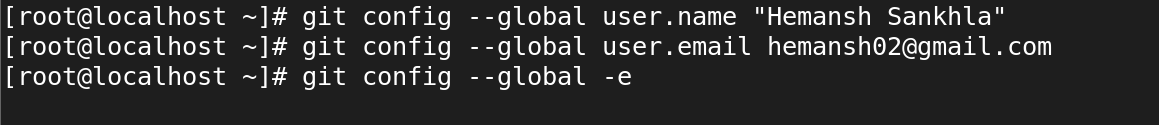 [root@localhost ~]# git config --global user.name "Hemansh Sankhla"
[root@localhost ~]# git config --global user.email hemansh02@gmail.com
[root@localhost ~]# git config --global -e